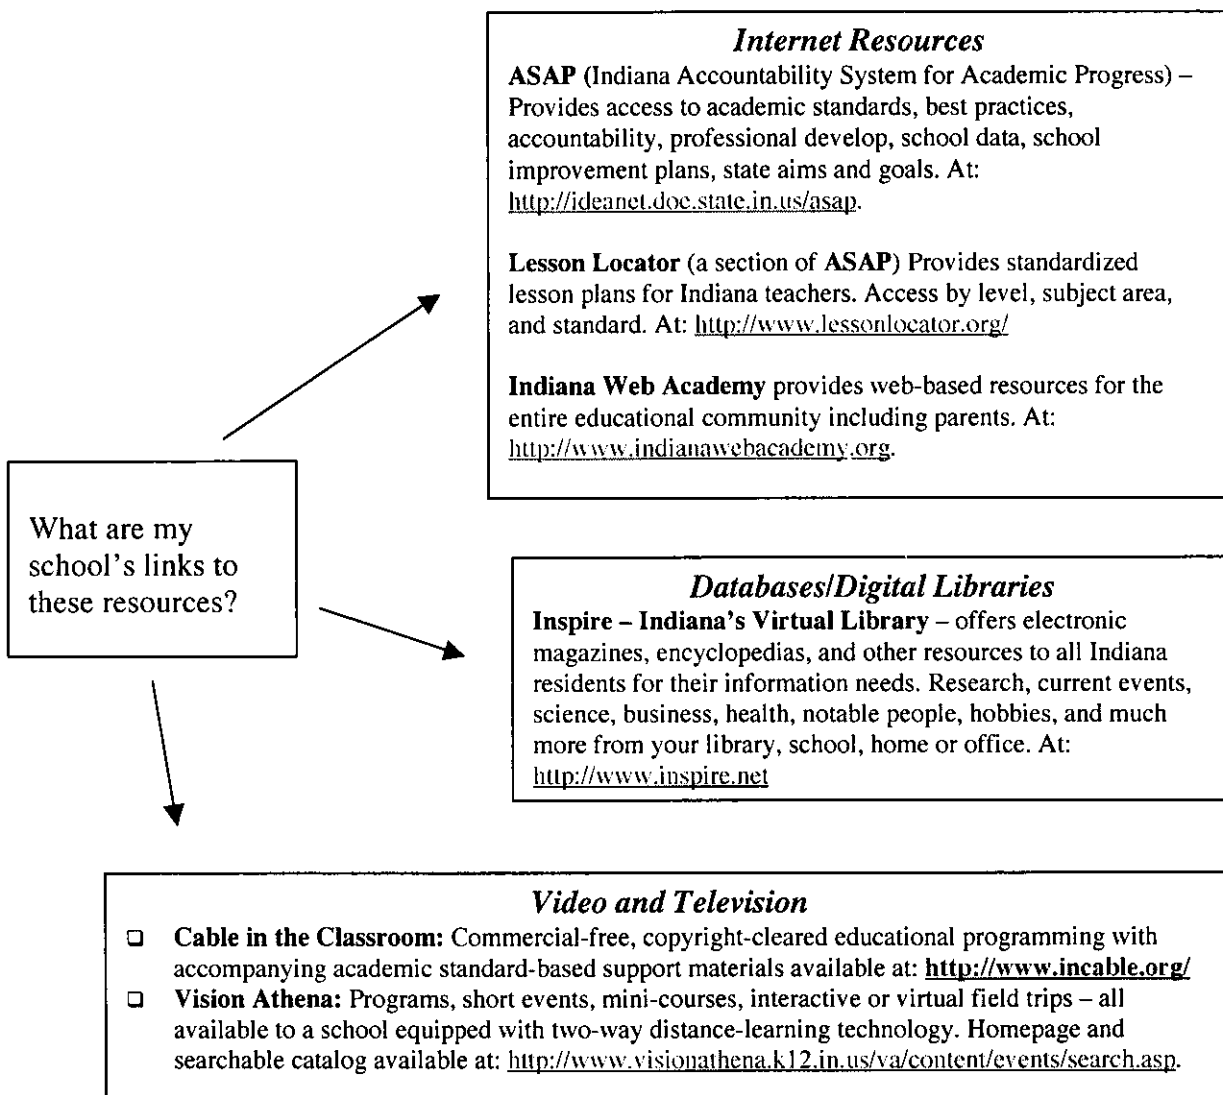 Internet Resources
ASAP (Indiana Accountability System for Academic Progress) –
Provides access to academic standards, best practices,
accountability, professional develop, school data, school
improvement plans, state aims and goals. At:
http://ideanet.doe.state.in.us/asap.
Lesson Locator (a section of ASAP) Provides standardized
lesson plans for Indiana teachers. Access by level, subject area,
and standard. At: http://www.lessonlocator.org/
Indiana Web Academy provides web-based resources for the
entire educational community including parents. At:
http://www.indianawebacademy.org.
What are my
school's links to
these resources?
Databases/Digital Libraries
Inspire – Indiana's Virtual Library – offers electronic
magazines, encyclopedias, and other resources to all Indiana
residents for their information needs. Research, current events,
science, business, health, notable people, hobbies, and much
more from your library, school, home or office. At:
http://www.inspire.net
Video and Television
❑ Cable in the Classroom: Commercial-free, copyright-cleared educational programming with
accompanying academic standard-based support materials available at: http://www.incable.org/
❑ Vision Athena: Programs, short events, mini-courses, interactive or virtual field trips – all
available to a school equipped with two-way distance-learning technology. Homepage and
searchable catalog available at: http://www.visionathena.k12.in.us/va/content/events/search.asp.